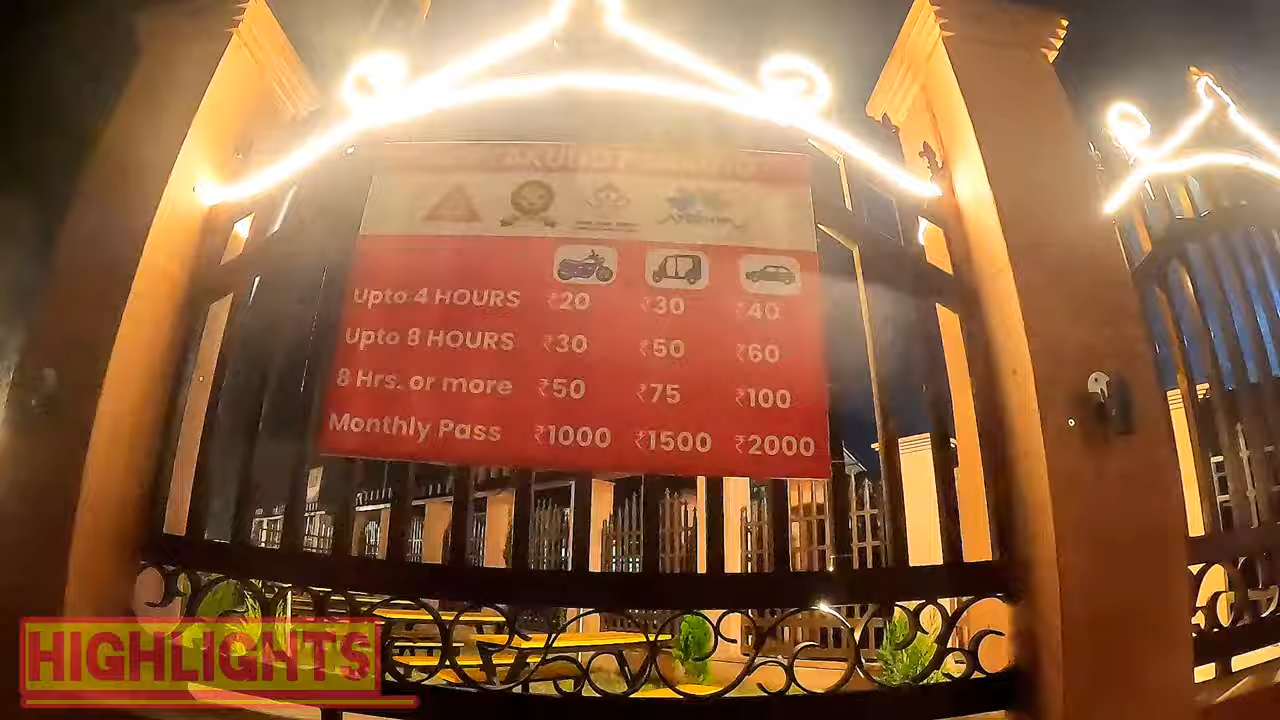 Upto 4 HOURS ₹20 ₹30 ₹40
Upto 8 HOURS ₹30 ₹50 ₹60
8 Hrs. or more ₹50 ₹75 ₹100
Monthly Pass ₹1000 ₹1500 ₹2000
HIGHLIGHTS